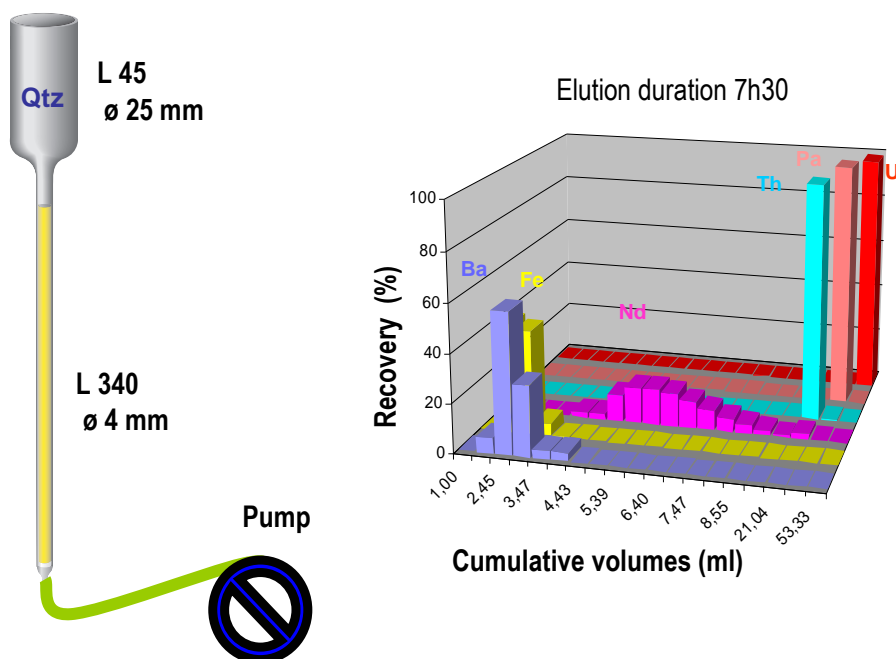 Qtz
L 45
ø 25 mm
L 340
ø 4 mm
Pump
Elution duration 7h30
Recovery (%)
100
80
60
40
20
0
Ba
Fe
Nd
Th
Pa
U
1,00
2,45
3,47
4,43
5,39
6,40
7,47
8,55
21,04
53,33
Cumulative volumes (ml)